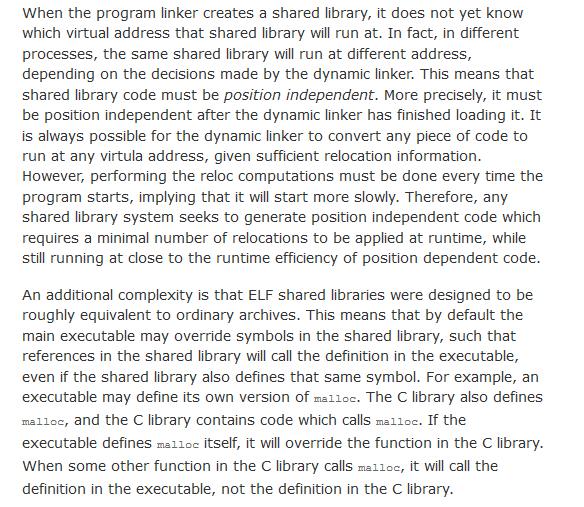 When the program linker creates a shared library, it does not yet know
which virtual address that shared library will run at. In fact, in different
processes, the same shared library will run at different address,
depending on the decisions made by the dynamic linker. This means that
shared library code must be position independent. More precisely, it must
be position independent after the dynamic linker has finished loading it. It
is always possible for the dynamic linker to convert any piece of code to
run at any virtula address, given sufficient relocation information.
However, performing the reloc computations must be done every time the
program starts, implying that it will start more slowly. Therefore, any
shared library system seeks to generate position independent code which
requires a minimal number of relocations to be applied at runtime, while
still running at close to the runtime efficiency of position dependent code.
An additional complexity is that ELF shared libraries were designed to be
roughly equivalent to ordinary archives. This means that by default the
main executable may override symbols in the shared library, such that
references in the shared library will call the definition in the executable,
even if the shared library also defines that same symbol. For example, an
executable may define its own version of malloc. The C library also defines
malloc, and the C library contains code which calls malloc. If the
executable defines malloc itself, it will override the function in the C library.
When some other function in the C library calls malloc, it will call the
definition in the executable, not the definition in the C library.